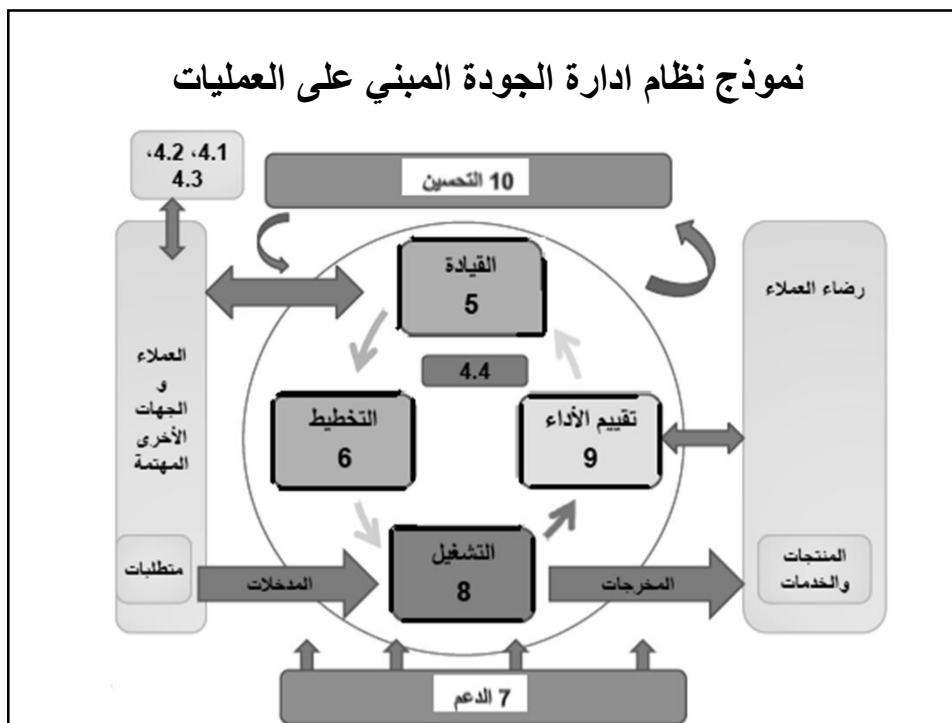 نموذج نظام ادارة الجودة المبني على العمليات
4.1، 4.2،
4.3
10 التحسين
القيادة
5
رضاء العملاء
العملاء
و
الجهات
الأخرى
المهتمة
4.4
التخطيط
6
تقييم الأداء
9
التشغيل
8
متطلبات
المدخلات
المخرجات
المنتجات
والخدمات
7 الدعم